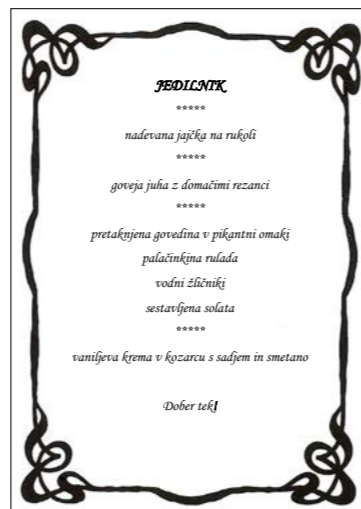 JEDILNIK
*****
nadevana jajčka na rukoli
*****
goveja juha z domačimi rezanci
*****
pretaknjena govedina v pikantni omaki
palačinkina rulada
vodni žličniki
sestavljena solata
*****
vaniljeva krema v kozarcu s sadjem in smetano
Dober tek!